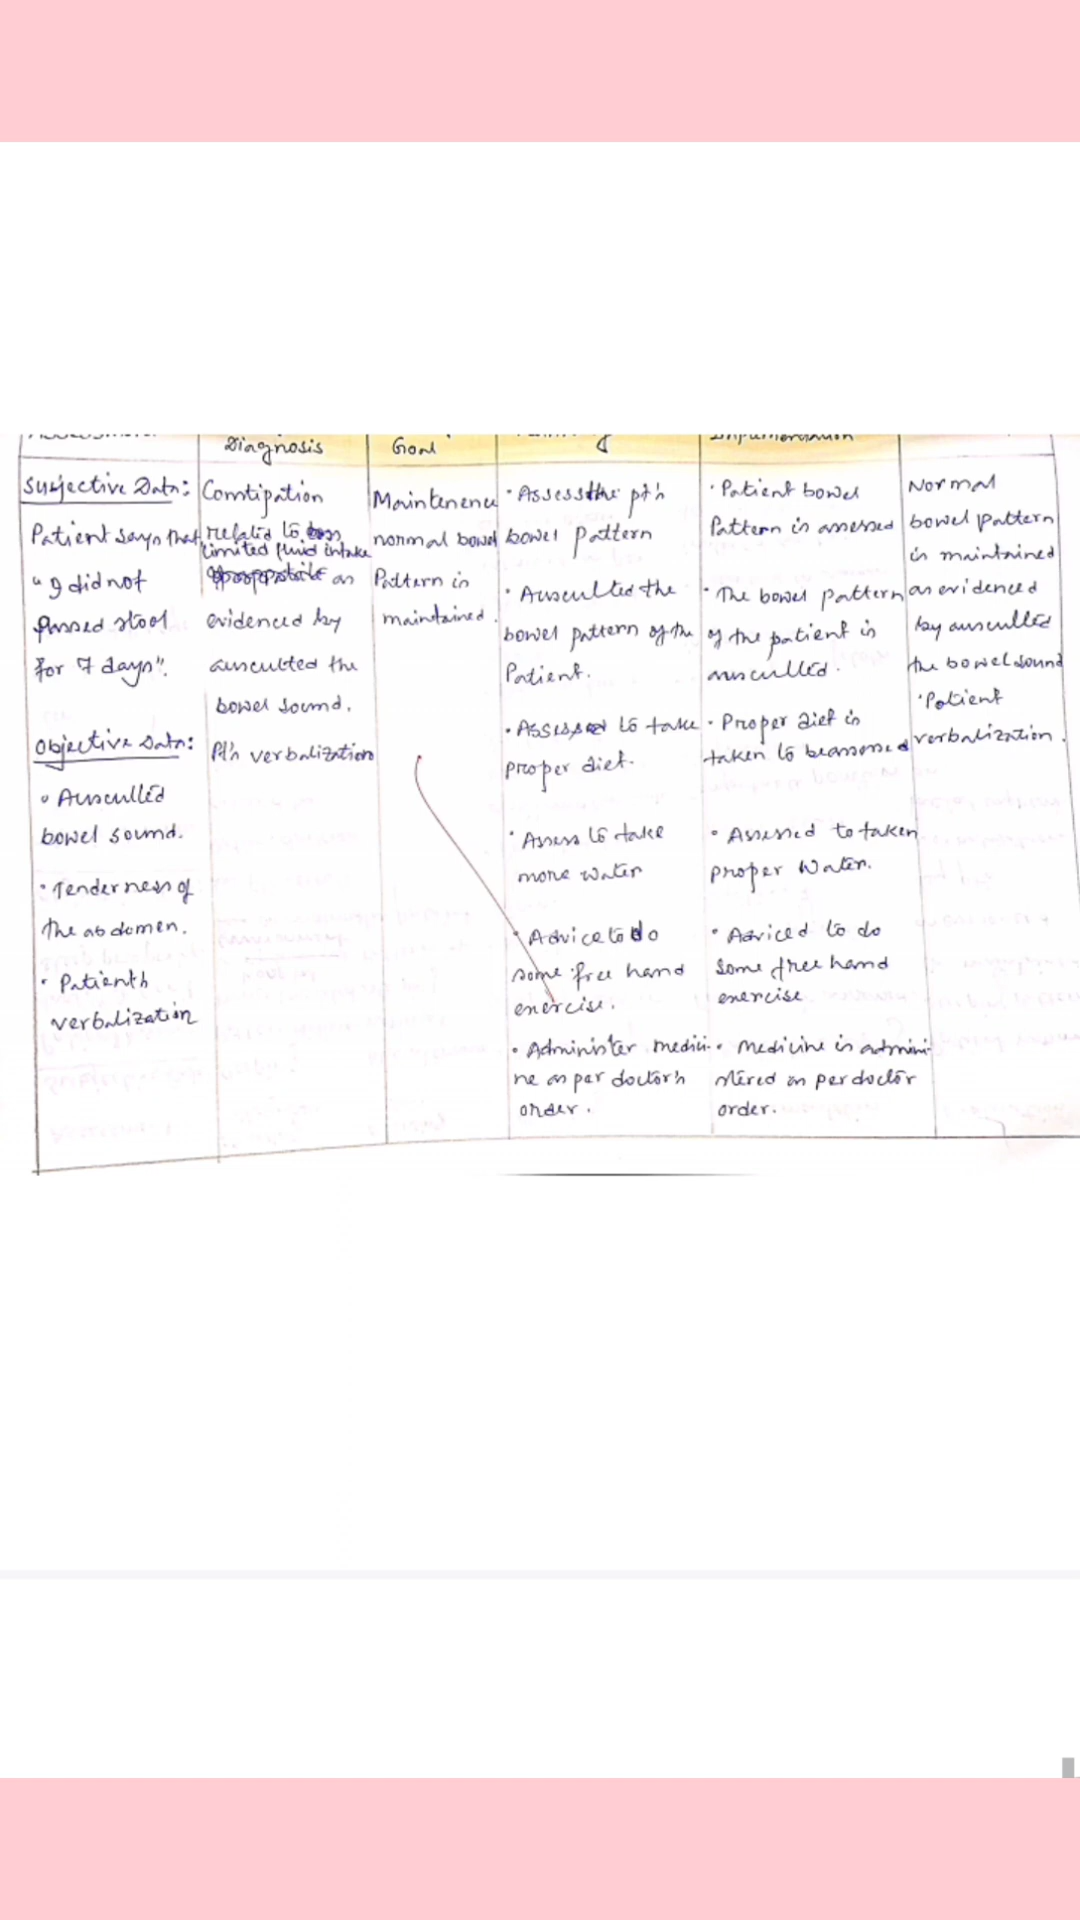 Diagnosis
Goal
Implementation
Subjective Data:
Patient says that
"I did not
passed stool
for 7 days".
Objective Data:
• Ausculted
bowel sound.
• Tenderness of
the abdomen.
• Patient's
verbalization
Constipation
related to
limited fluid intake
as
evidenced by
ausculted the
bowel sound.
Pt's verbalization
Maintenence
normal bowel
Pattern is
maintained.
• Assess the pt's
bowel pattern
• Ausculted the
bowel pattern of the
Patient.
• Assessed to take
proper diet.
• Assess to take
more water
• Advice to do
some free hand
exercise.
• Administer medici-
ne as per doctor's
order.
• Patient bowel
Pattern is assessed
• The bowel pattern
of the patient is
ausculted.
• Proper diet is
taken to be assessed
• Assessed to taken
proper water.
• Adviced to do
some free hand
exercise
• Medicine is admini-
stered as per doctor
order.
Normal
bowel pattern
is maintained
as evidenced
by ausculted
the bowel sound
• Patient
verbalization.